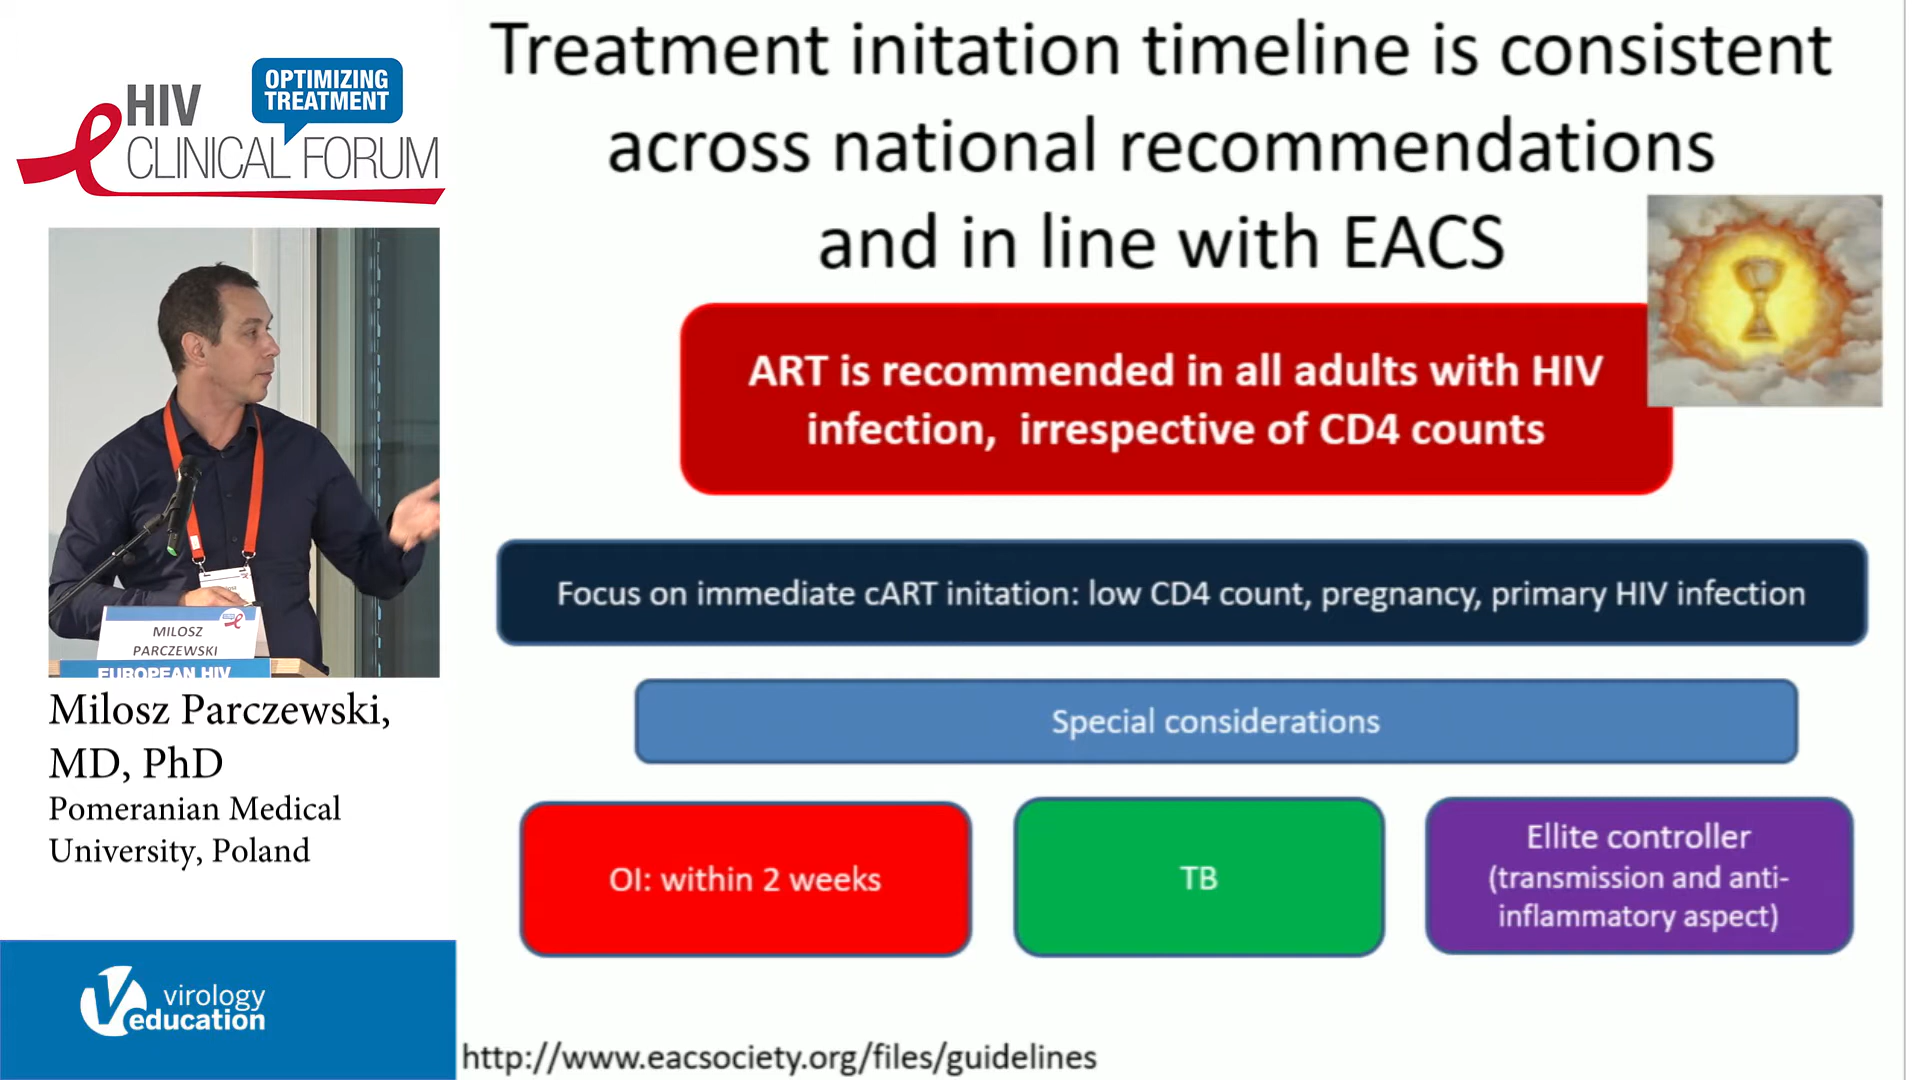 HIV
OPTIMIZING
TREATMENT
CLINICAL FORUM
MILOSZ
PARCZEWSKI
EUROPEAN HIV
Milosz Parczewski,
MD, PhD
Pomeranian Medical
University, Poland
virology
education
Treatment initation timeline is consistent
across national recommendations
and in line with EACS
ART is recommended in all adults with HIV
infection, irrespective of CD4 counts
Focus on immediate cART initation: low CD4 count, pregnancy, primary HIV infection
Special considerations
OI: within 2 weeks
TB
Ellite controller
(transmission and anti-
inflammatory aspect)
http://www.eacsociety.org/files/guidelines